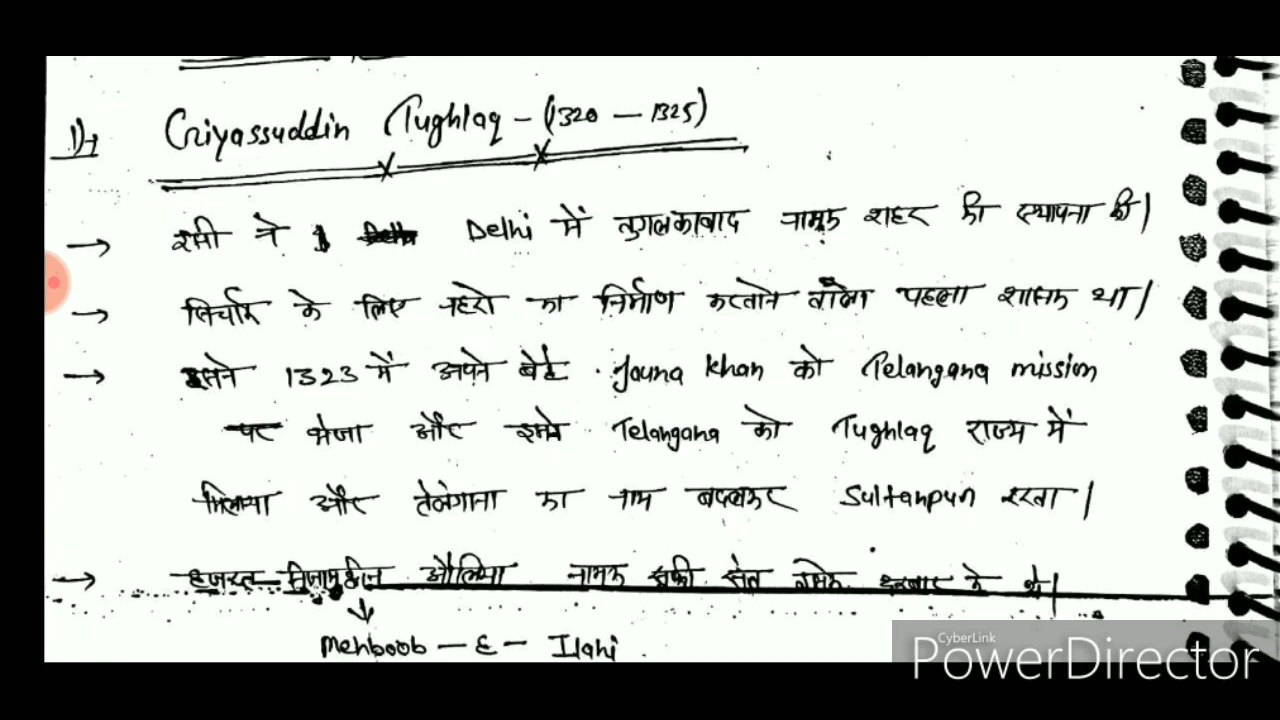 1)→ Giyassuddin Tughlaq - (1320 - 1325)
→ इसी ने Delhi में तुगलकाबाद नामक शहर की स्थापना की|
→ सिंचाई के लिए नहरो का निर्माण करवाने वाला पहला शासक था|
→ इसने 1323 में अपने बेटे Jauna Khan को Telangana mission
पर भेजा और इसने Telangana को Tughlaq राज्य में
मिलाया और तेलंगाना का नाम बदलकर Sultanpur रखा|
→ हजरत निजामुद्दीन औलिया नामक सूफी संत इसके दरबार के थे|
↓
Mehboob - E - Ilahi
CyberLink
PowerDirector